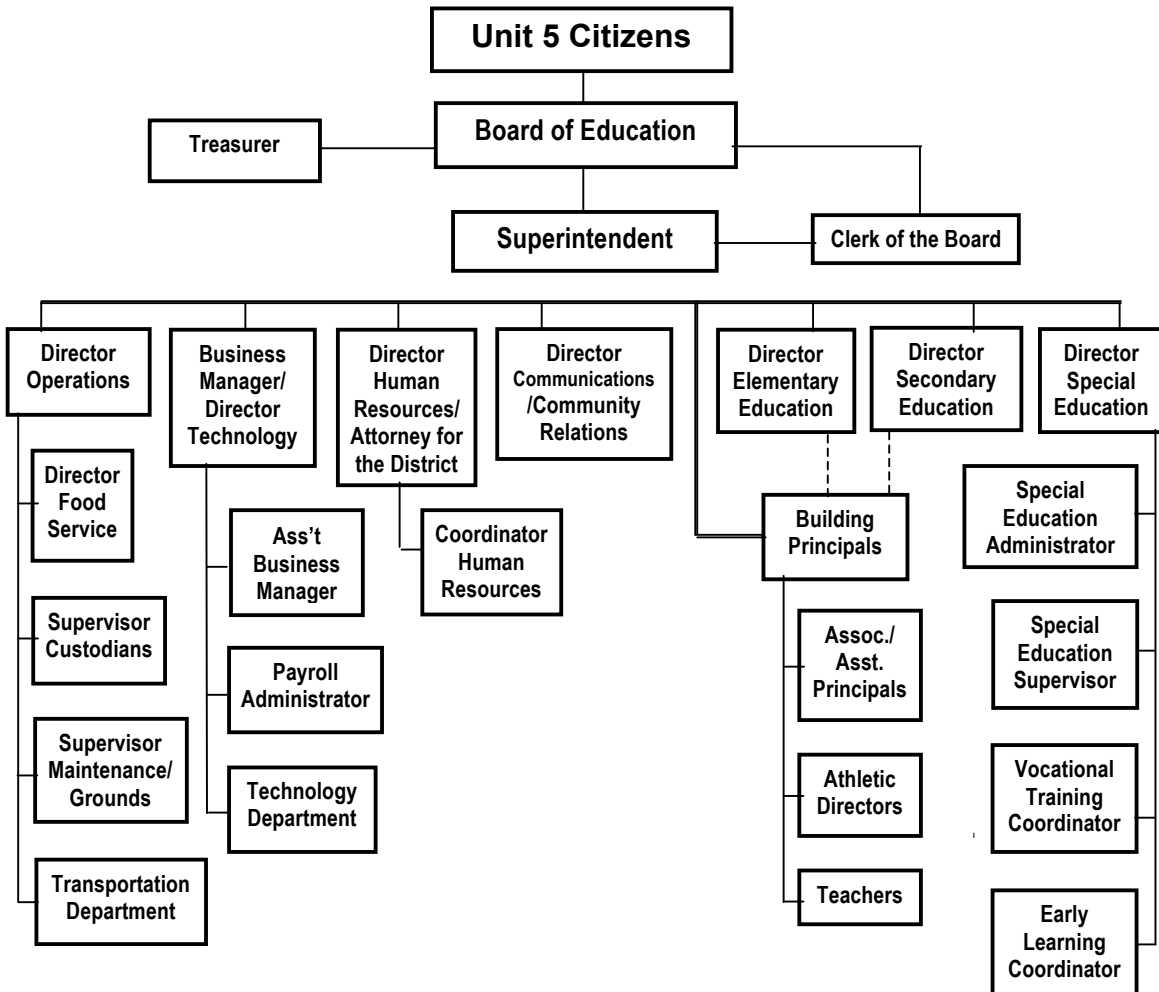 Unit 5 Citizens
Board of Education
Treasurer
Superintendent
Clerk of the Board
Director
Operations
Business
Manager/
Director
Technology
Director
Human
Resources/
Attorney for
the District
Director
Communications
/Community
Relations
Director
Elementary
Education
Director
Secondary
Education
Director
Special
Education
Director
Food
Service
Supervisor
Custodians
Supervisor
Maintenance/
Grounds
Transportation
Department
Ass't
Business
Manager
Payroll
Administrator
Technology
Department
Coordinator
Human
Resources
Building
Principals
Assoc./
Asst.
Principals
Athletic
Directors
Teachers
Special
Education
Administrator
Special
Education
Supervisor
Vocational
Training
Coordinator
Early
Learning
Coordinator